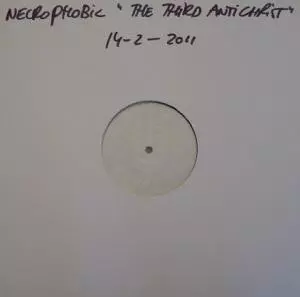 NECROPHOBIC "THE THIRD ANTICHRIST"
14-2-2011